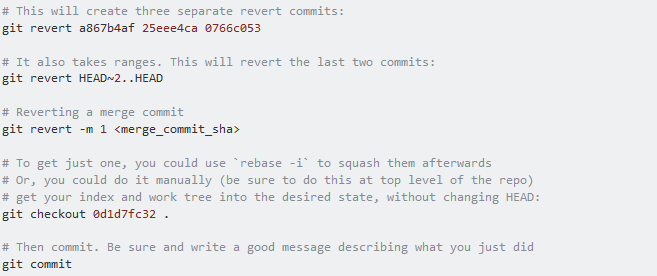 # This will create three separate revert commits:
git revert a867b4af 25eee4ca 0766c053
# It also takes ranges. This will revert the last two commits:
git revert HEAD~2..HEAD
# Reverting a merge commit
git revert -m 1 <merge_commit_sha>
# To get just one, you could use `rebase -i` to squash them afterwards
# Or, you could do it manually (be sure to do this at top level of the repo)
# get your index and work tree into the desired state, without changing HEAD:
git checkout 0d1d7fc32 .
# Then commit. Be sure and write a good message describing what you just did
git commit